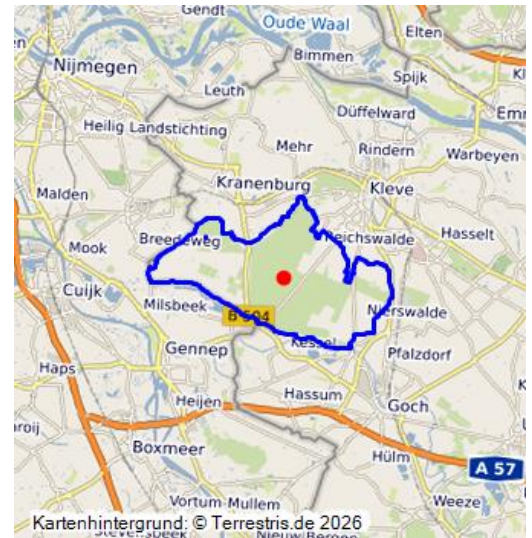 Gendt
Elten
Oude Waal
Nijmegen
Bimmen
Spijk
Leuth
Düffelward
Heilig Landstichting
Mehr
Rindern
Warbeyen
Kranenburg
Kleve
Malden
Breedeweg
Reichswalde
Hasselt
Mook
Cuijk
Milsbeek
B 504
Nierswalde
Kessel
Gennep
Pfalzdorf
Haps
Heijen
Hassum
Goch
Boxmeer
Hülm
A 57
Weeze
Vortum-Mullem
Kartenhintergrund: © Terrestris.de 2026